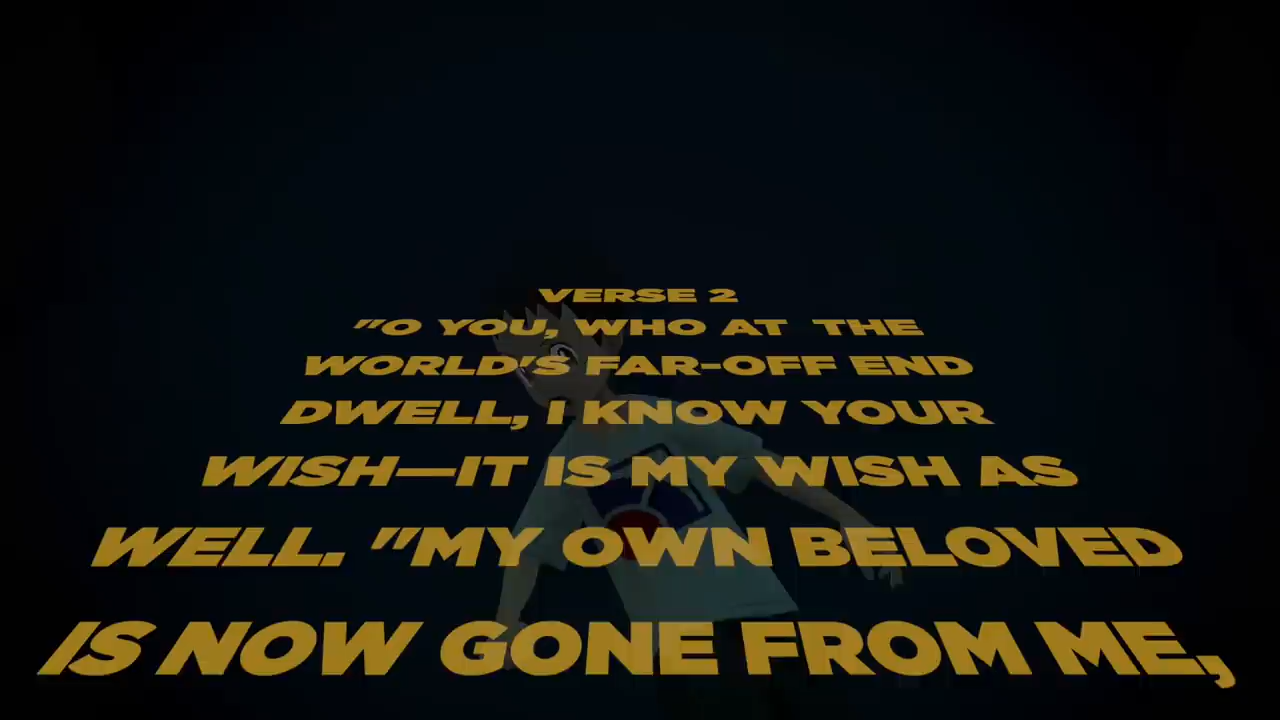 VERSE 2
"O YOU, WHO AT THE
WORLD'S FAR-OFF END
DWELL, I KNOW YOUR
WISH—IT IS MY WISH AS
WELL. "MY OWN BELOVED
IS NOW GONE FROM ME,